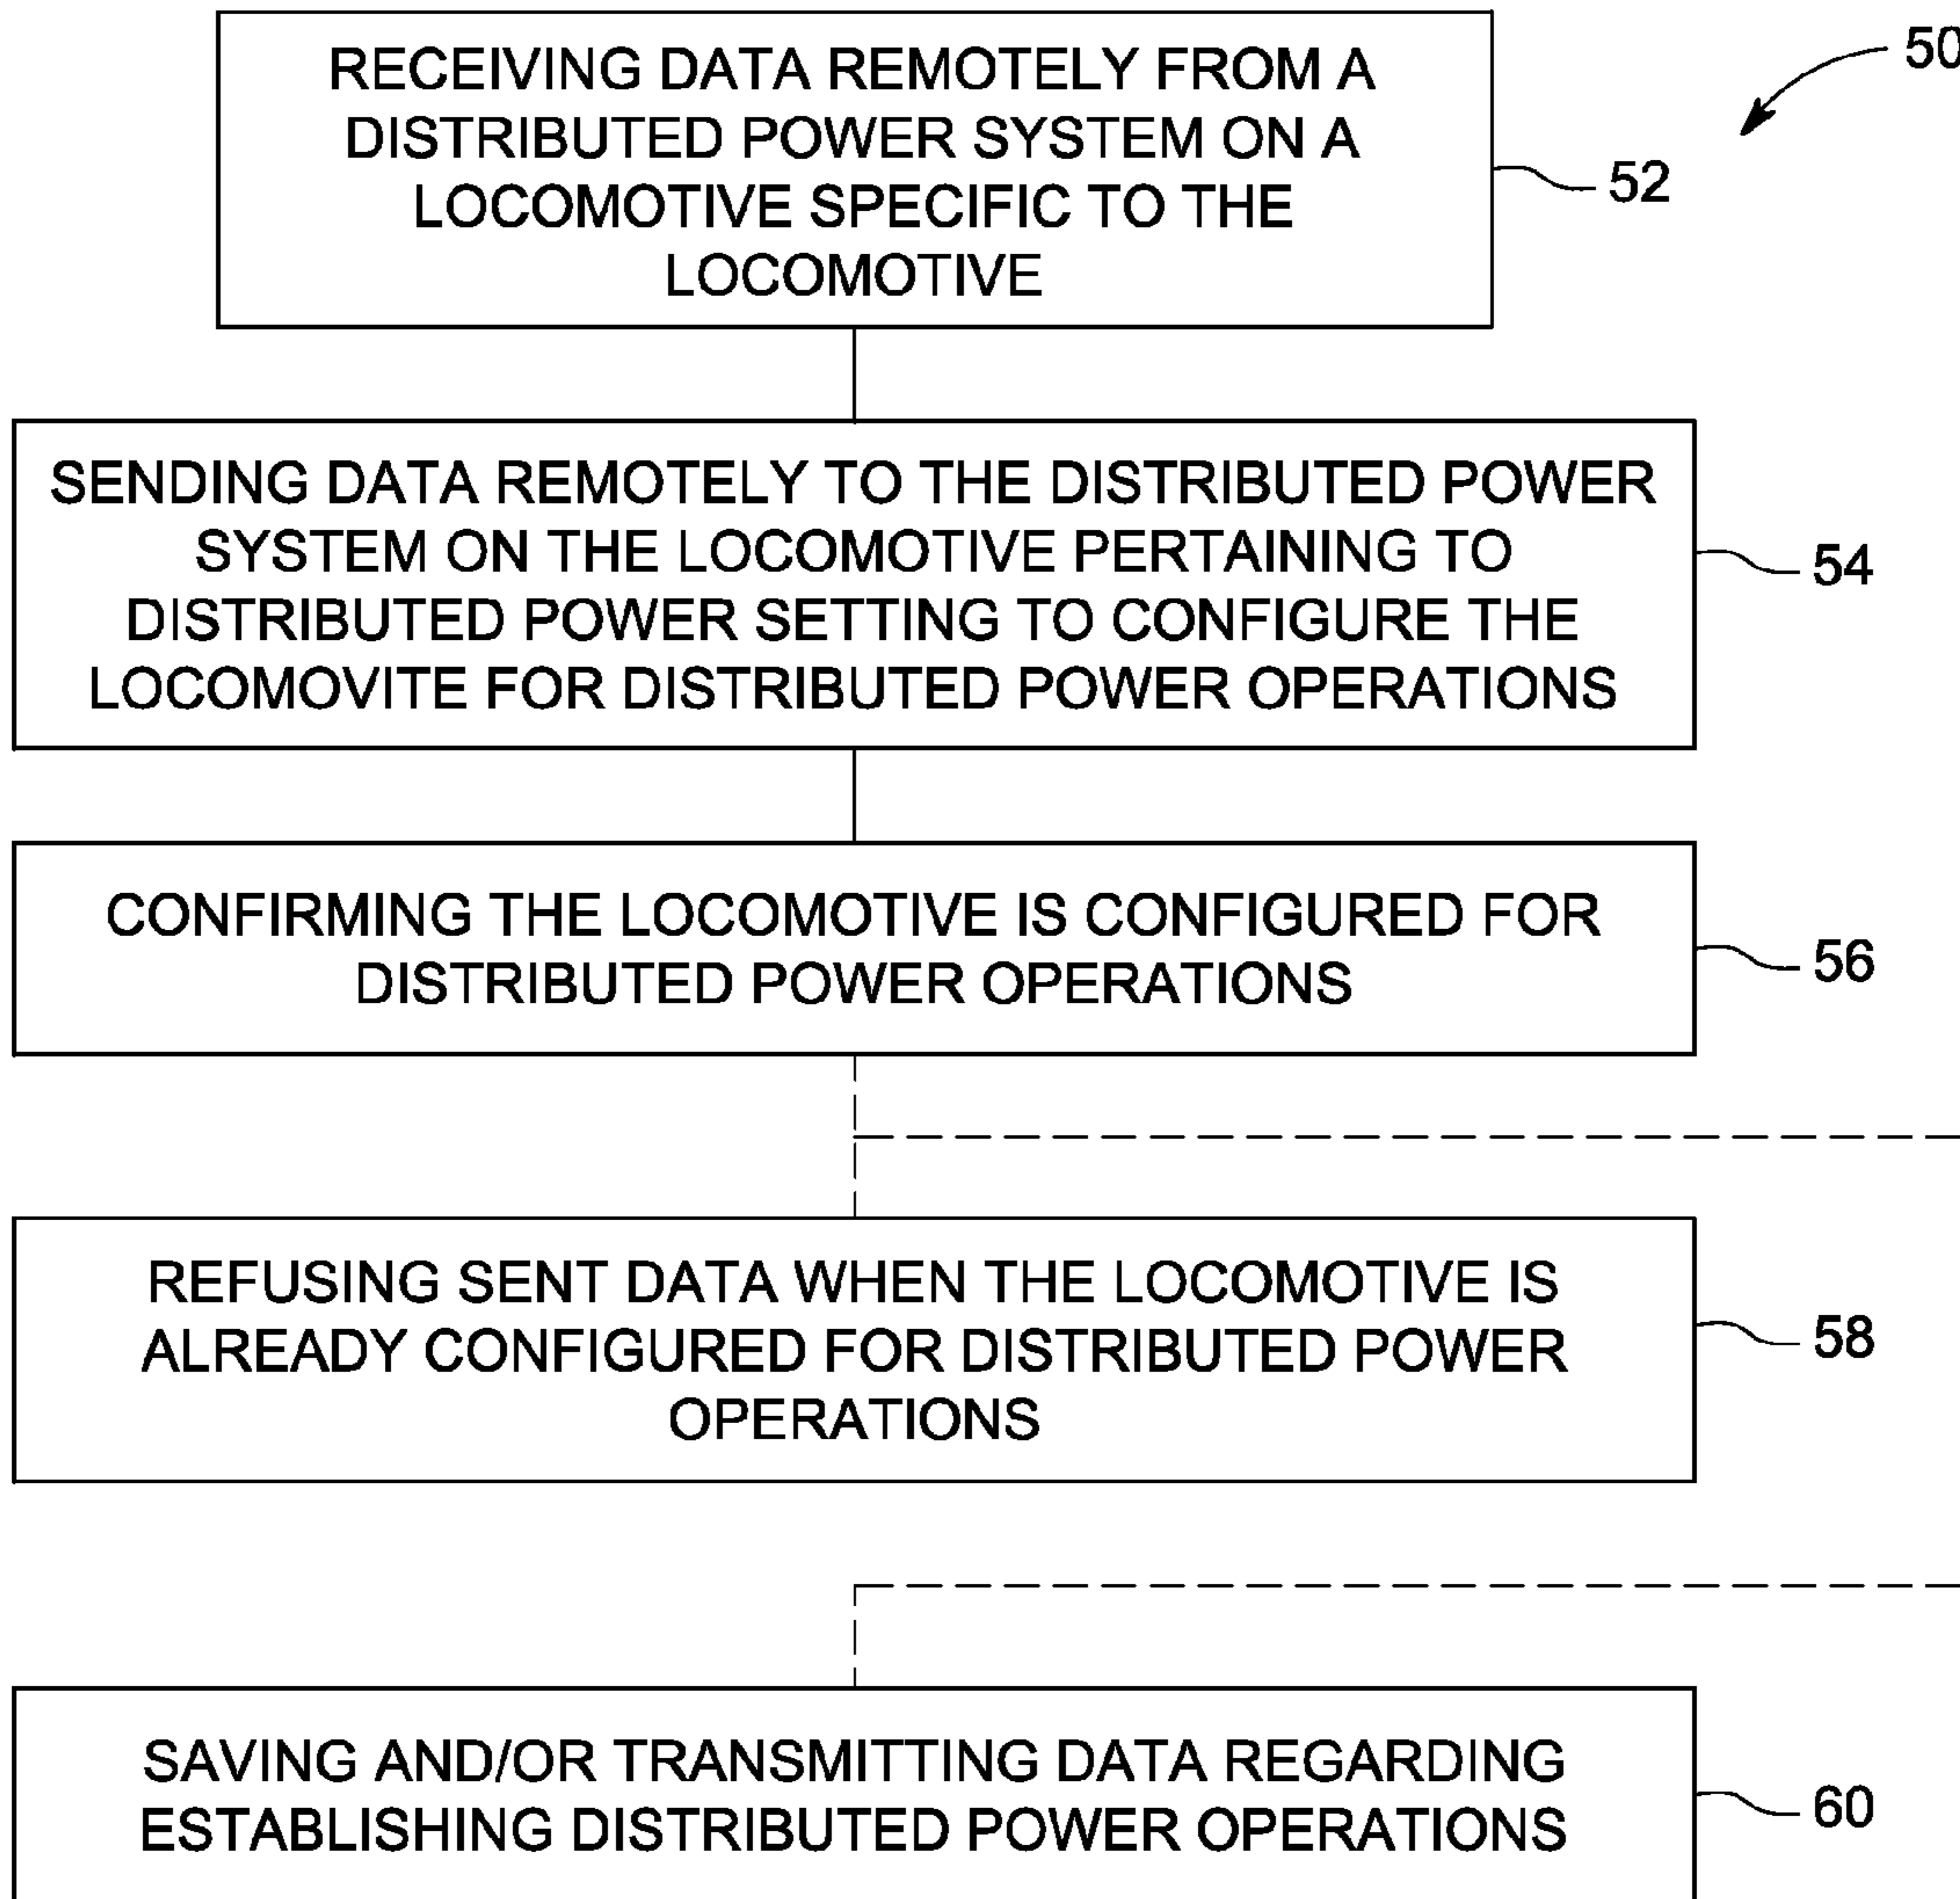 RECEIVING DATA REMOTELY FROM A
DISTRIBUTED POWER SYSTEM ON A
LOCOMOTIVE SPECIFIC TO THE
LOCOMOTIVE
50
52
SENDING DATA REMOTELY TO THE DISTRIBUTED POWER
SYSTEM ON THE LOCOMOTIVE PERTAINING TO
DISTRIBUTED POWER SETTING TO CONFIGURE THE
LOCOMOVITE FOR DISTRIBUTED POWER OPERATIONS
54
CONFIRMING THE LOCOMOTIVE IS CONFIGURED FOR
DISTRIBUTED POWER OPERATIONS
56
REFUSING SENT DATA WHEN THE LOCOMOTIVE IS
ALREADY CONFIGURED FOR DISTRIBUTED POWER
OPERATIONS
58
SAVING AND/OR TRANSMITTING DATA REGARDING
ESTABLISHING DISTRIBUTED POWER OPERATIONS
60